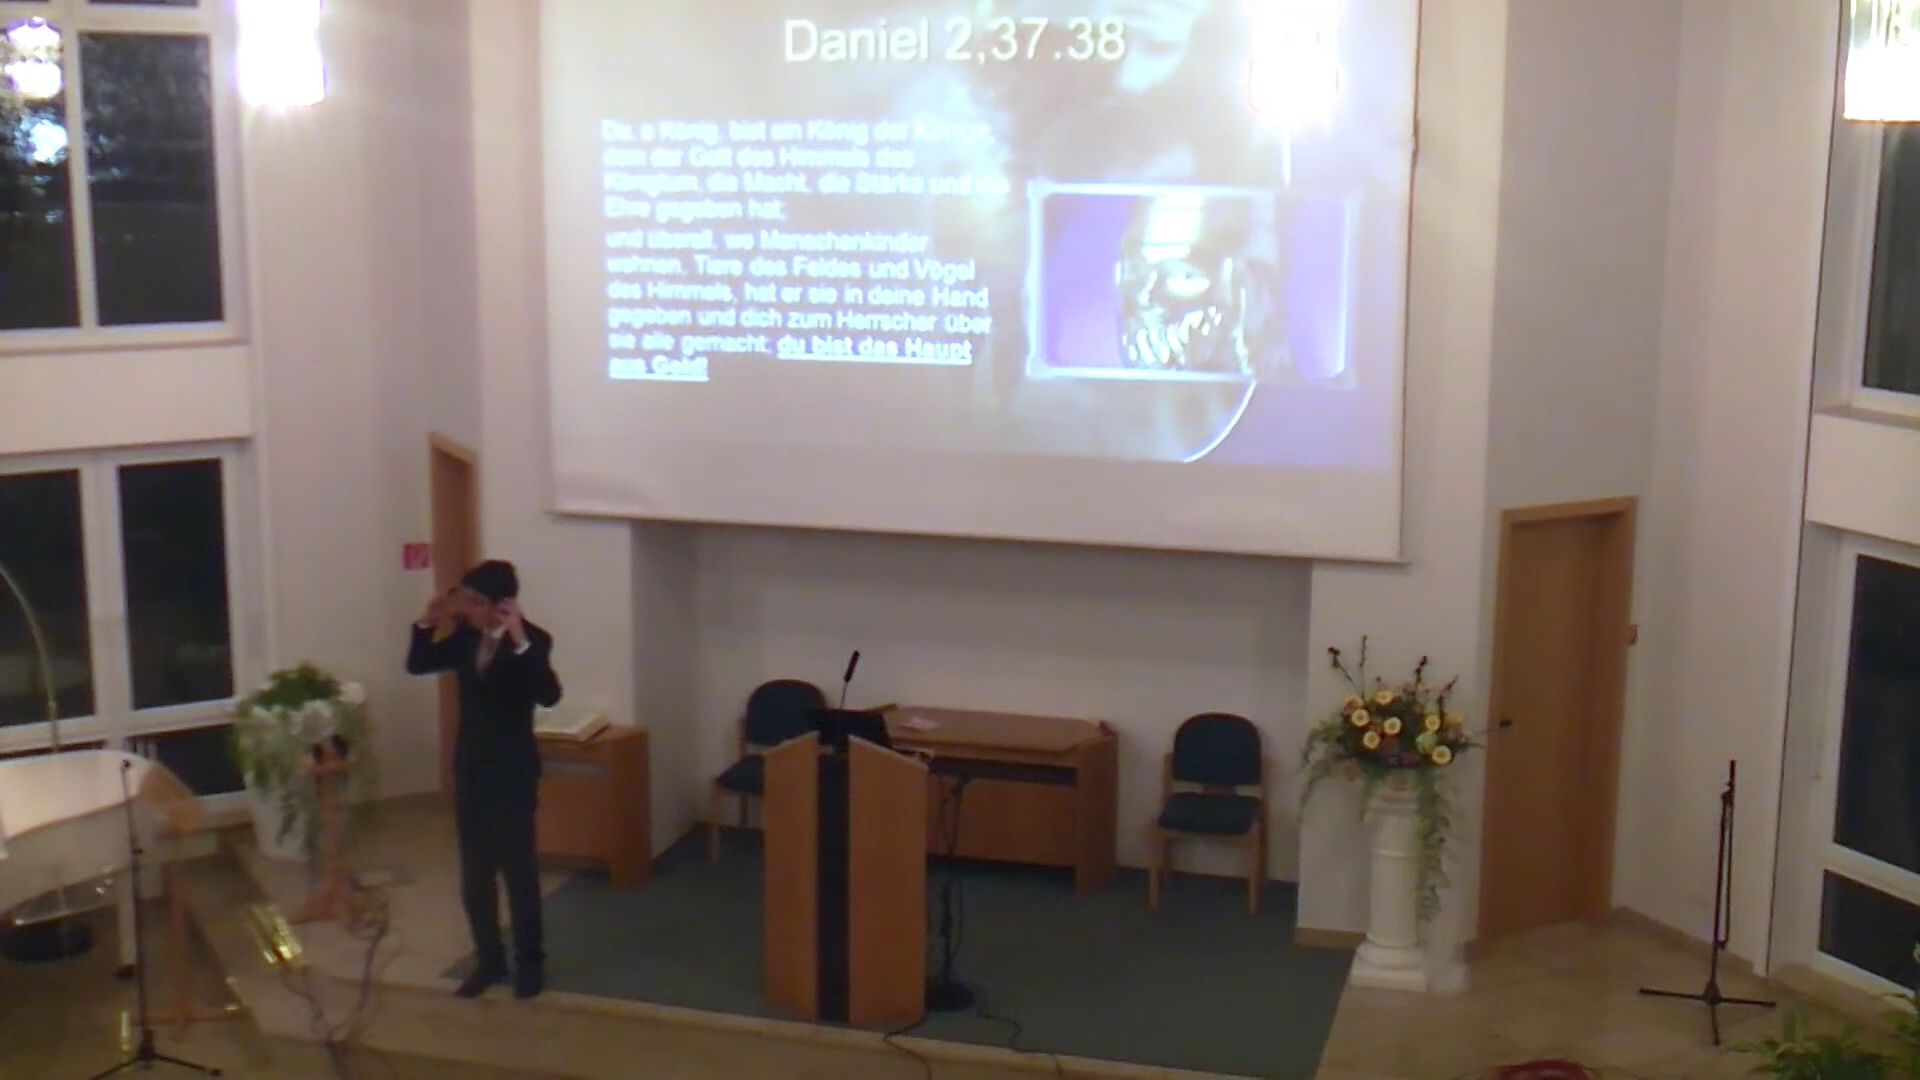 Daniel 2,37.38
Du, o König, bist ein König der Könige,
dem der Gott des Himmels das
Königtum, die Macht, die Stärke und die
Ehre gegeben hat;
und überall, wo Menschenkinder
wohnen, Tiere des Feldes und Vögel
des Himmels, hat er sie in deine Hand
gegeben und dich zum Herrscher über
sie alle gemacht; du bist das Haupt
aus Gold!